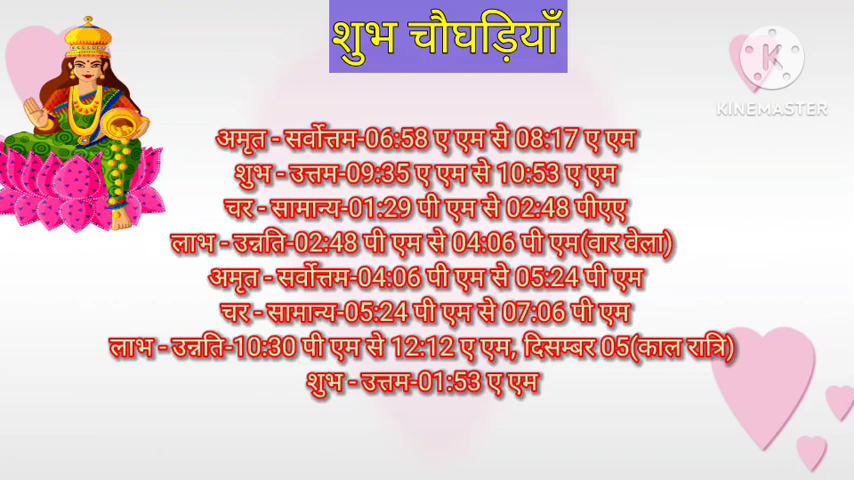 शुभ चौघड़ियाँ
KINEMASTER
अमृत - सर्वोत्तम-06:58 ए एम से 08:17 ए एम
शुभ - उत्तम-09:35 ए एम से 10:53 ए एम
चर - सामान्य-01:29 पी एम से 02:48 पीएए
लाभ - उन्नति-02:48 पी एम से 04:06 पी एम(वार वेला)
अमृत - सर्वोत्तम-04:06 पी एम से 05:24 पी एम
चर - सामान्य-05:24 पी एम से 07:06 पी एम
लाभ - उन्नति-10:30 पी एम से 12:12 ए एम, दिसम्बर 05(काल रात्रि)
शुभ - उत्तम-01:53 ए एम